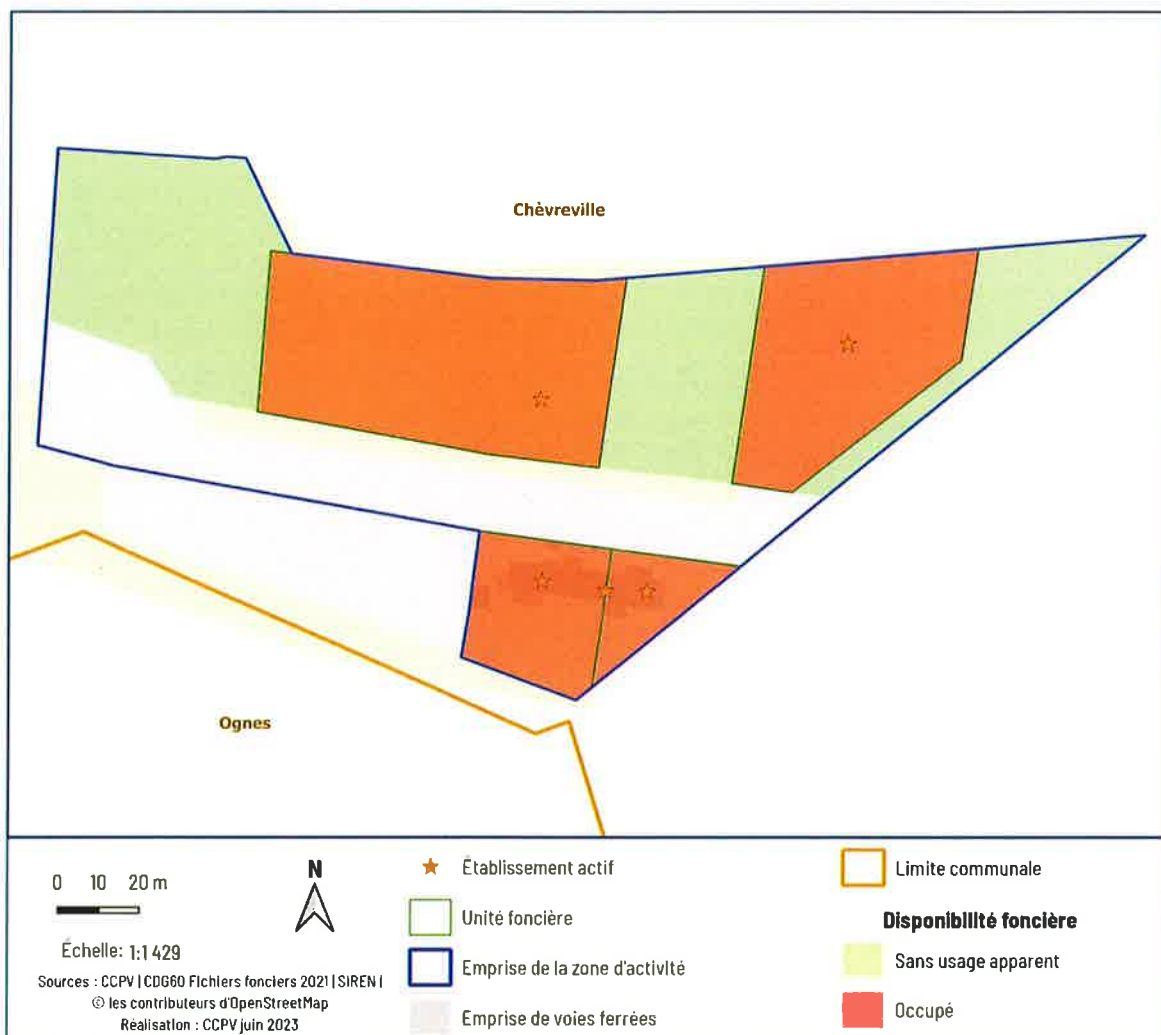 Chèvreville
Ognes
0 10 20 m
Échelle: 1:1 429
Sources : CCPV | CDG60 Fichiers fonciers 2021 | SIREN |
© les contributeurs d'OpenStreetMap
Réalisation : CCPV juin 2023
N
Établissement actif
Unité foncière
Emprise de la zone d'activité
Emprise de voies ferrées
Limite communale
Disponibilité foncière
Sans usage apparent
Occupé